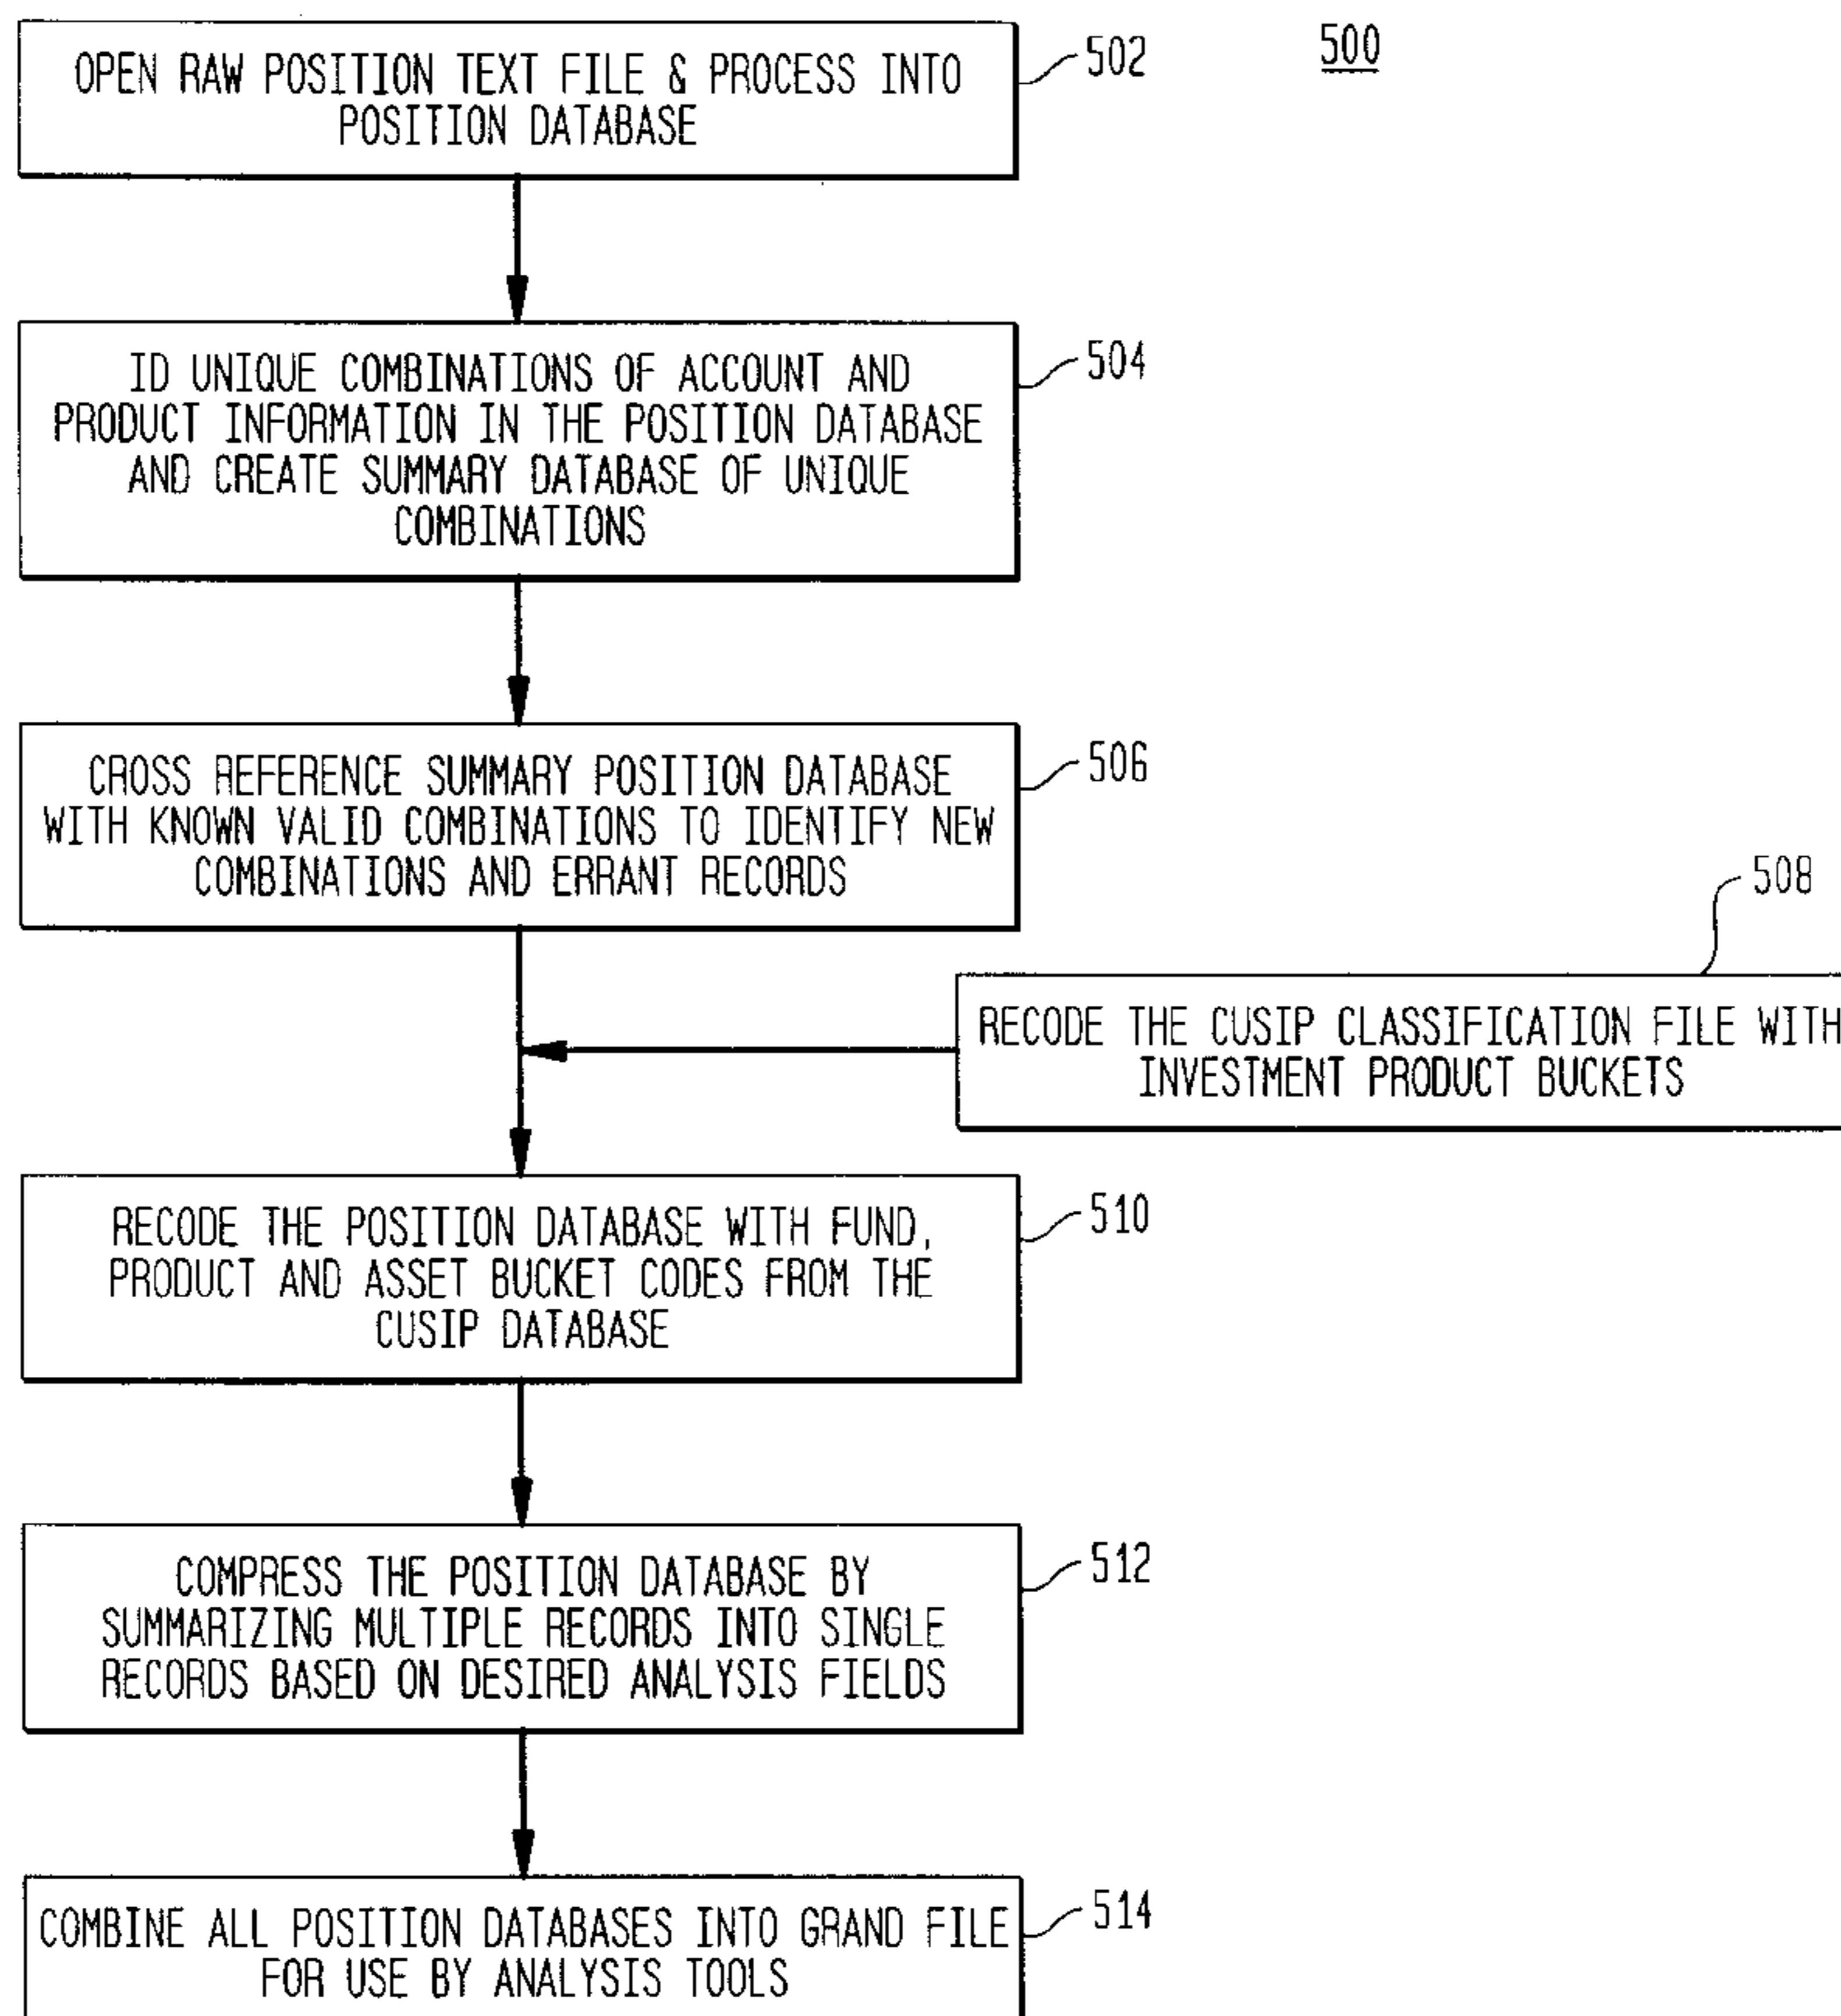 500
OPEN RAW POSITION TEXT FILE & PROCESS INTO
POSITION DATABASE
502
ID UNIQUE COMBINATIONS OF ACCOUNT AND
PRODUCT INFORMATION IN THE POSITION DATABASE
AND CREATE SUMMARY DATABASE OF UNIQUE
COMBINATIONS
504
CROSS REFERENCE SUMMARY POSITION DATABASE
WITH KNOWN VALID COMBINATIONS TO IDENTIFY NEW
COMBINATIONS AND ERRANT RECORDS
506
508
RECODE THE CUSIP CLASSIFICATION FILE WITH
INVESTMENT PRODUCT BUCKETS
RECODE THE POSITION DATABASE WITH FUND,
PRODUCT AND ASSET BUCKET CODES FROM THE
CUSIP DATABASE
510
COMPRESS THE POSITION DATABASE BY
SUMMARIZING MULTIPLE RECORDS INTO SINGLE
RECORDS BASED ON DESIRED ANALYSIS FIELDS
512
COMBINE ALL POSITION DATABASES INTO GRAND FILE
FOR USE BY ANALYSIS TOOLS
514